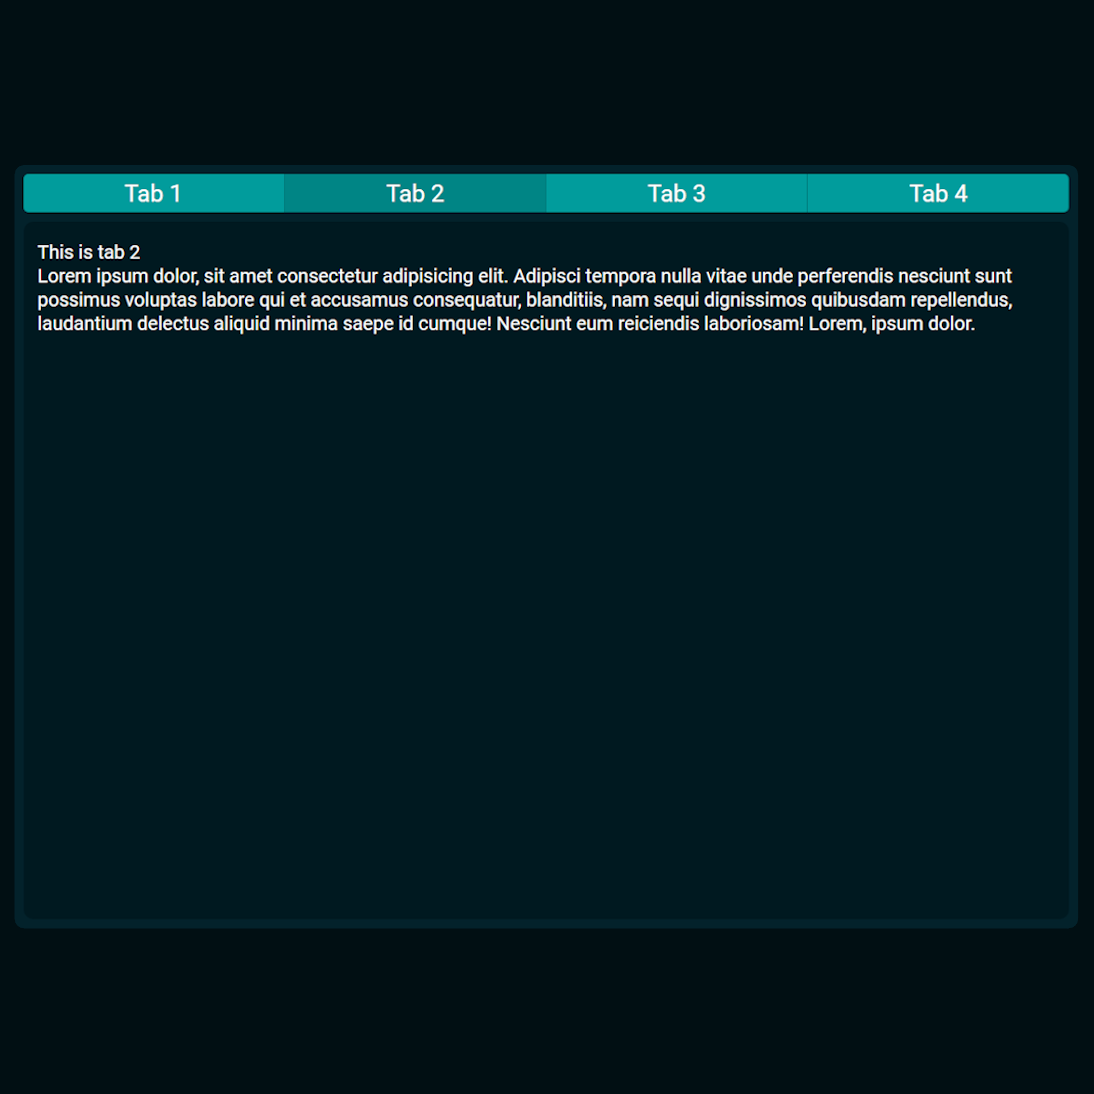 Tab 1
Tab 2
Tab 3
Tab 4
This is tab 2
Lorem ipsum dolor, sit amet consectetur adipisicing elit. Adipisci tempora nulla vitae unde perferendis nesciunt sunt
possimus voluptas labore qui et accusamus consequatur, blanditiis, nam sequi dignissimos quibusdam repellendus,
laudantium delectus aliquid minima saepe id cumque! Nesciunt eum reiciendis laboriosam! Lorem, ipsum dolor.